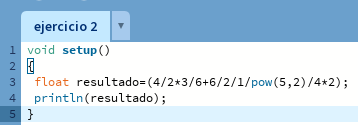 ejercicio 2
1 void setup()
2 {
3 float resultado=(4/2*3/6+6/2/1/pow(5,2)/4*2);
4 println(resultado);
5 }